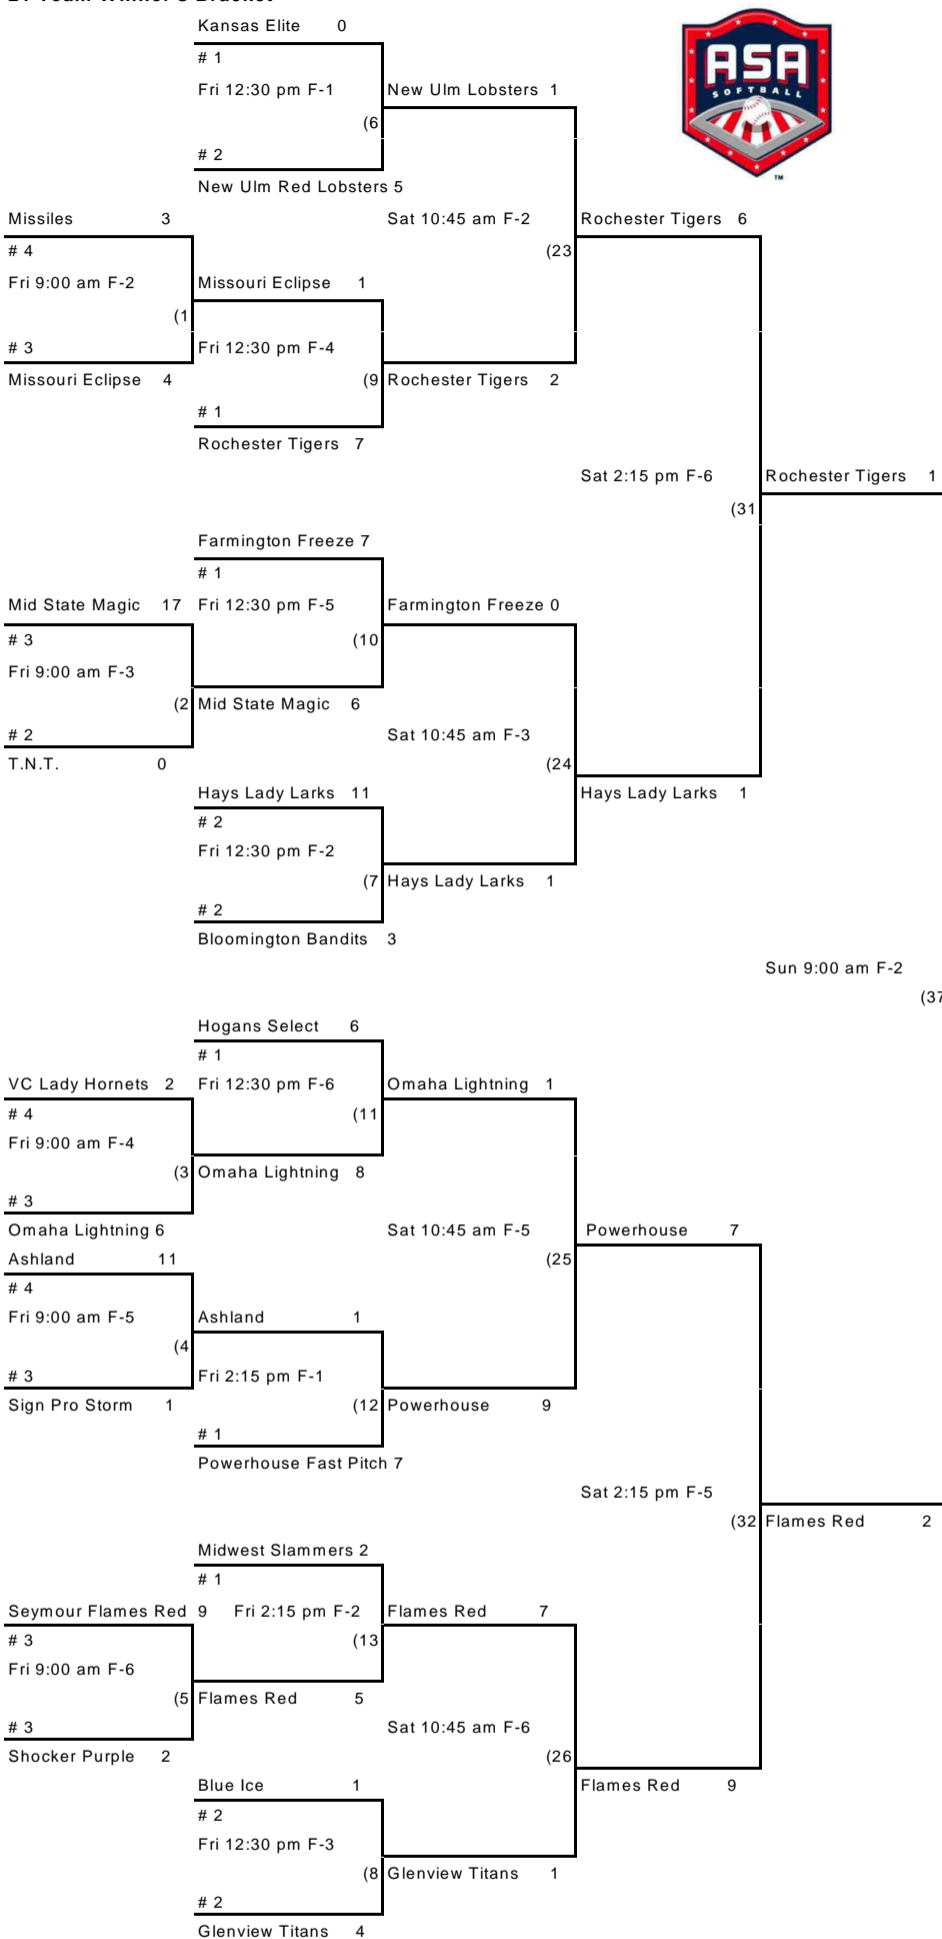 Kansas Elite 0
# 1
Fri 12:30 pm F-1
New Ulm Lobsters 1
(6
# 2
New Ulm Red Lobsters 5
ASA
SOFTBALL
TM
Missiles 3
Sat 10:45 am F-2
Rochester Tigers 6
# 4
(23
Fri 9:00 am F-2
Missouri Eclipse 1
(1
# 3
Fri 12:30 pm F-4
Missouri Eclipse 4
(9
Rochester Tigers 2
# 1
Rochester Tigers 7
Sat 2:15 pm F-6
Rochester Tigers 1
(31
Farmington Freeze 7
# 1
Mid State Magic 17
Fri 12:30 pm F-5
Farmington Freeze 0
# 3
(10
Fri 9:00 am F-3
(2
Mid State Magic 6
# 2
Sat 10:45 am F-3
T.N.T. 0
(24
Hays Lady Larks 11
Hays Lady Larks 1
# 2
Fri 12:30 pm F-2
(7
Hays Lady Larks 1
# 2
Bloomington Bandits 3
Sun 9:00 am F-2
(37
Hogans Select 6
# 1
VC Lady Hornets 2
Fri 12:30 pm F-6
Omaha Lightning 1
# 4
(11
Fri 9:00 am F-4
(3
Omaha Lightning 8
# 3
Omaha Lightning 6
Sat 10:45 am F-5
Powerhouse 7
Ashland 11
(25
# 4
Fri 9:00 am F-5
Ashland 1
(4
# 3
Fri 2:15 pm F-1
Sign Pro Storm 1
(12
Powerhouse 9
# 1
Powerhouse Fast Pitch 7
Sat 2:15 pm F-5
(32
Flames Red 2
Midwest Slammers 2
# 1
Seymour Flames Red 9
Fri 2:15 pm F-2
Flames Red 7
# 3
(13
Fri 9:00 am F-6
(5
Flames Red 5
# 3
Sat 10:45 am F-6
Shocker Purple 2
(26
Blue Ice 1
Flames Red 9
# 2
Fri 12:30 pm F-3
(8
Glenview Titans 1
# 2
Glenview Titans 4